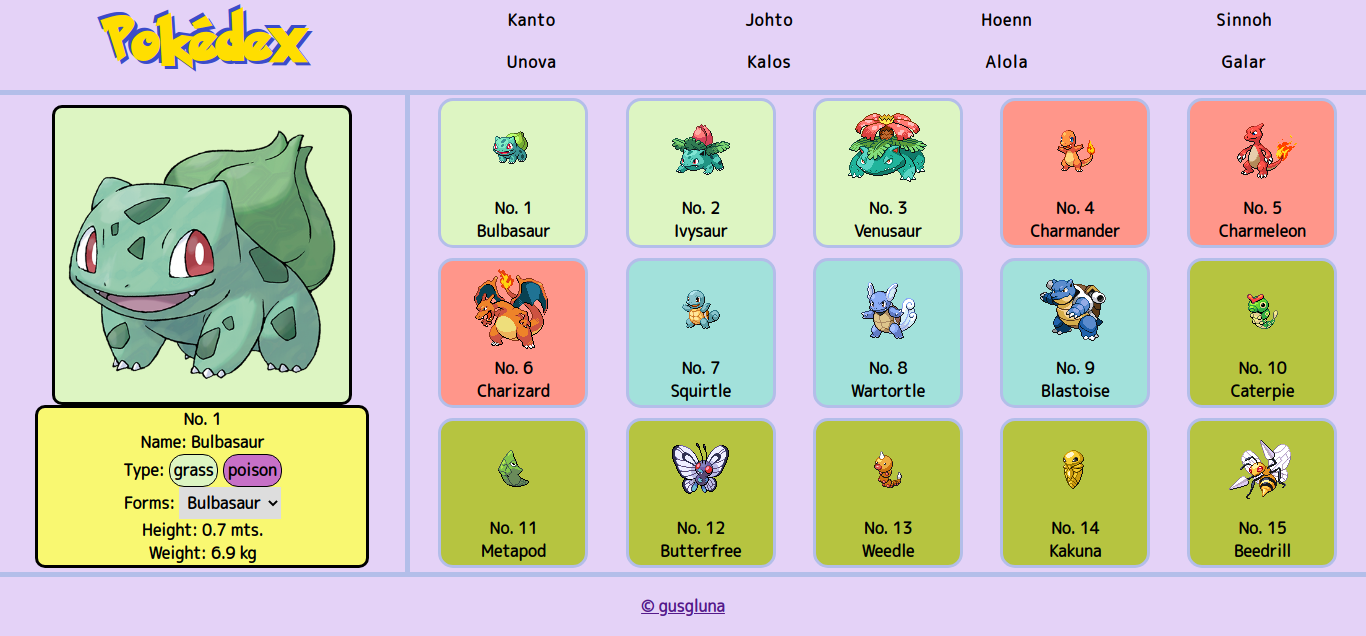 Pokédex
Kanto Johto Hoenn Sinnoh
Unova Kalos Alola Galar
No. 1
Name: Bulbasaur
Type: grass poison
Forms: Bulbasaur
Height: 0.7 mts.
Weight: 6.9 kg
No. 1
Bulbasaur
No. 2
Ivysaur
No. 3
Venusaur
No. 4
Charmander
No. 5
Charmeleon
No. 6
Charizard
No. 7
Squirtle
No. 8
Wartortle
No. 9
Blastoise
No. 10
Caterpie
No. 11
Metapod
No. 12
Butterfree
No. 13
Weedle
No. 14
Kakuna
No. 15
Beedrill
© gusgluna